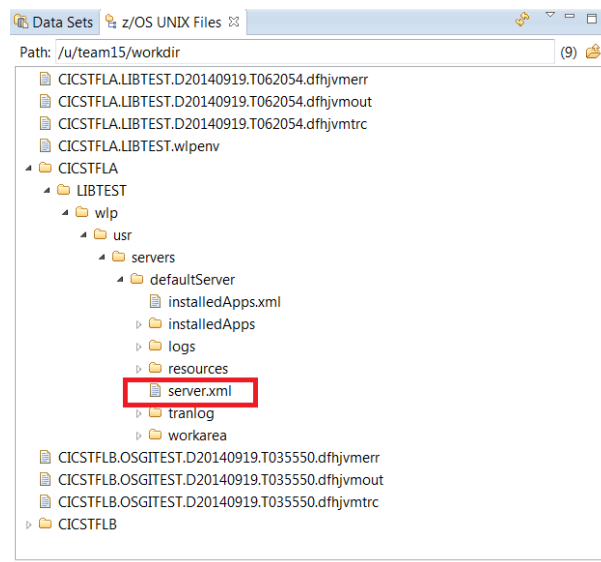 Data Sets z/OS UNIX Files
Path: /u/team15/workdir (9)
CICSTFLA.LIBTEST.D20140919.T062054.dfhjvmerr
CICSTFLA.LIBTEST.D20140919.T062054.dfhjvmout
CICSTFLA.LIBTEST.D20140919.T062054.dfhjvmtrc
CICSTFLA.LIBTEST.wlpenv
CICSTFLA
LIBTEST
wlp
usr
servers
defaultServer
installedApps.xml
installedApps
logs
resources
server.xml
tranlog
workarea
CICSTFLB.OSGITEST.D20140919.T035550.dfhjvmerr
CICSTFLB.OSGITEST.D20140919.T035550.dfhjvmout
CICSTFLB.OSGITEST.D20140919.T035550.dfhjvmtrc
CICSTFLB